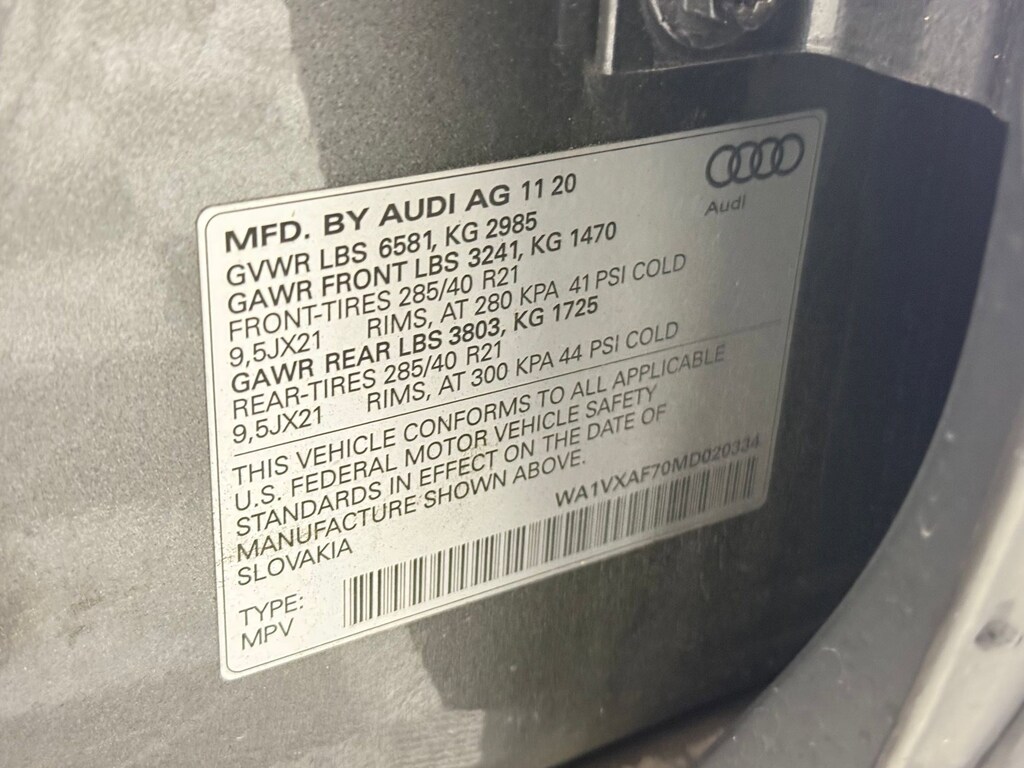 Audi
MFD. BY AUDI AG 11 20
GVWR LBS 6581, KG 2985
GAWR FRONT LBS 3241, KG 1470
FRONT-TIRES 285/40 R21
9,5JX21 RIMS, AT 280 KPA 41 PSI COLD
GAWR REAR LBS 3803, KG 1725
REAR-TIRES 285/40 R21
9,5JX21 RIMS, AT 300 KPA 44 PSI COLD
THIS VEHICLE CONFORMS TO ALL APPLICABLE
U.S. FEDERAL MOTOR VEHICLE SAFETY
STANDARDS IN EFFECT ON THE DATE OF
MANUFACTURE SHOWN ABOVE.
SLOVAKIA
WA1VXAF70MD020334
TYPE:
MPV